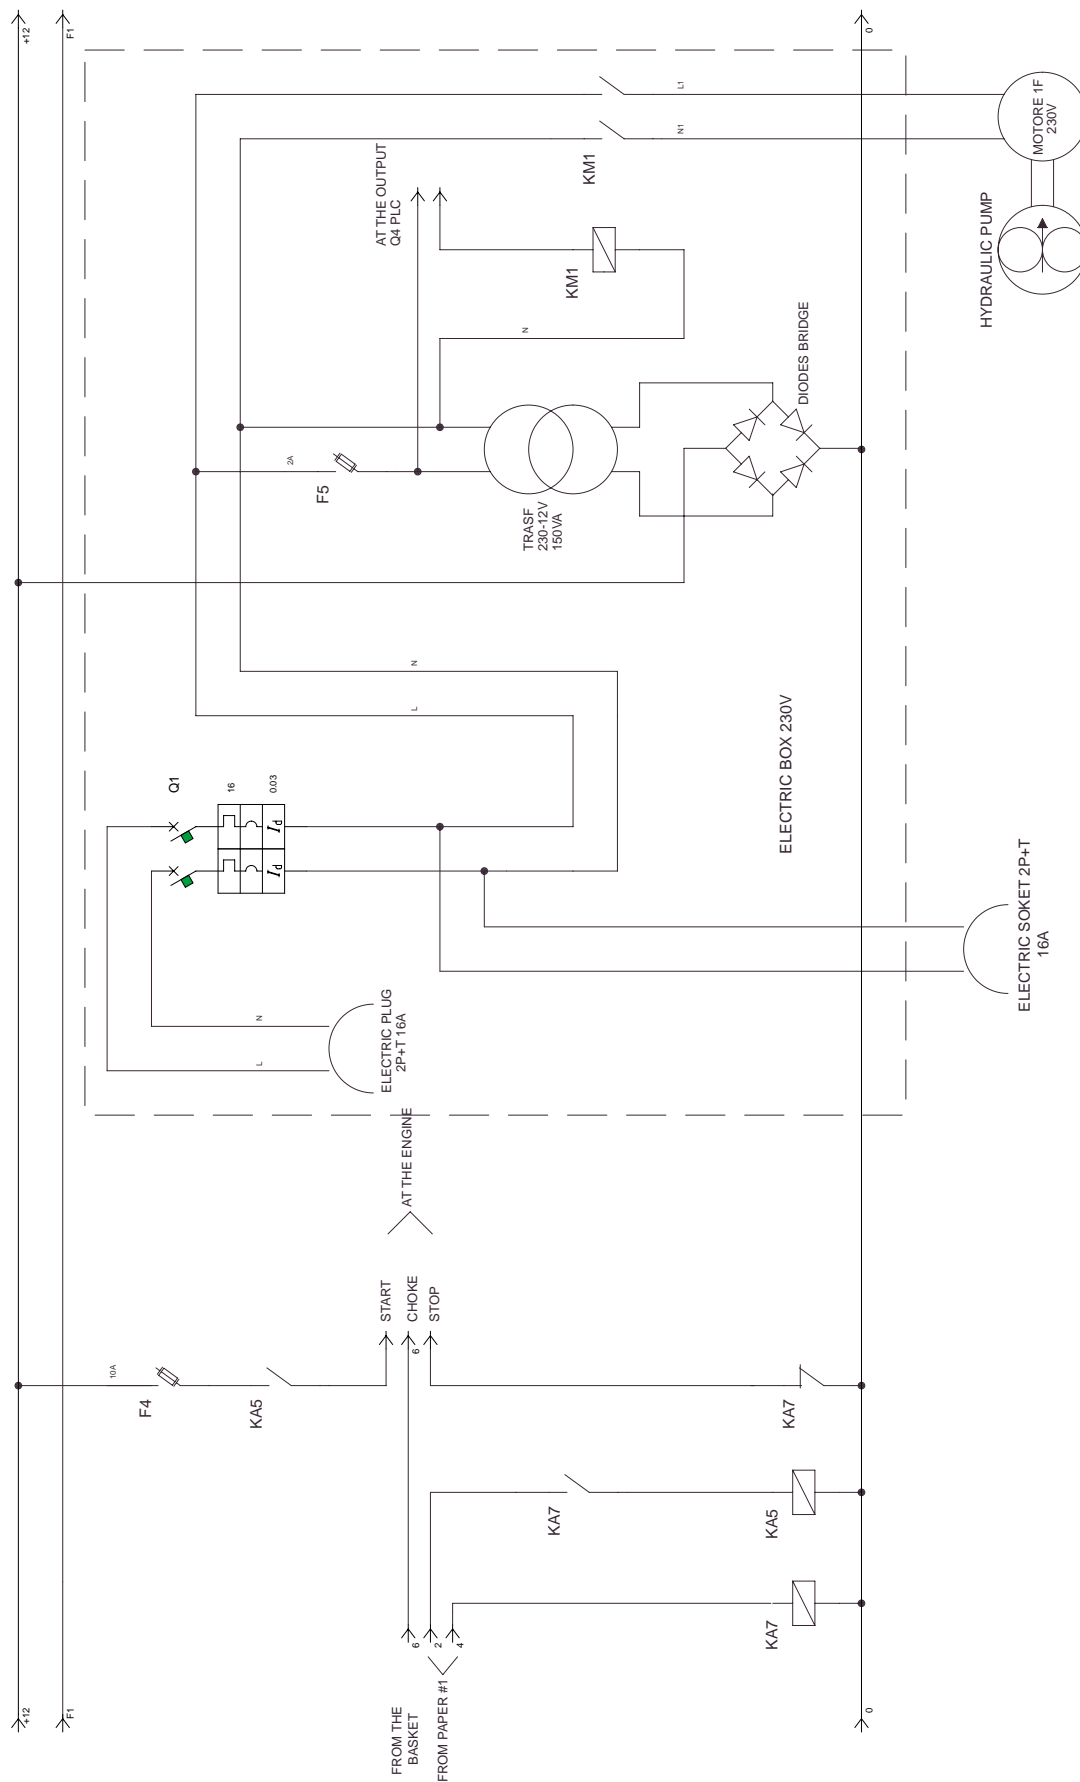 +12
F1
0
L1
N1
MOTORE 1F
230V
HYDRAULIC PUMP
KM1
AT THE OUTPUT
Q4 PLC
KM1
N
DIODES BRIDGE
2A
F5
TRASF
230-12V
150VA
N
L
ELECTRIC BOX 230V
Q1
16
0.03
Id
Id
ELECTRIC SOKET 2P+T
16A
N
L
ELECTRIC PLUG
2P+T 16A
AT THE ENGINE
START
CHOKE
STOP
6
10A
F4
KA5
KA7
KA7
KA5
KA7
6
2
4
FROM THE
BASKET
FROM PAPER #1
+12
F1
0